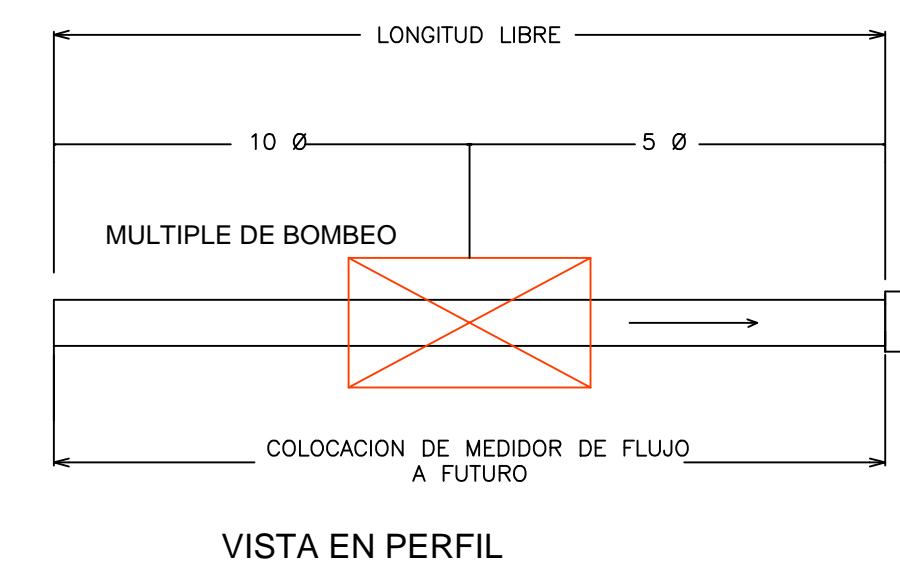 LONGITUD LIBRE
10 Ø
5 Ø
MULTIPLE DE BOMBEO
COLOCACION DE MEDIDOR DE FLUJO
A FUTURO
VISTA EN PERFIL